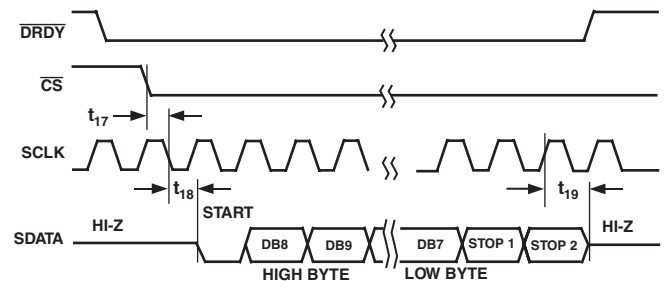 DRDY
CS
t17
SCLK
t18
START
t19
HI-Z
HI-Z
SDATA
DB8
DB9
DB7
STOP 1
STOP 2
HIGH BYTE
LOW BYTE